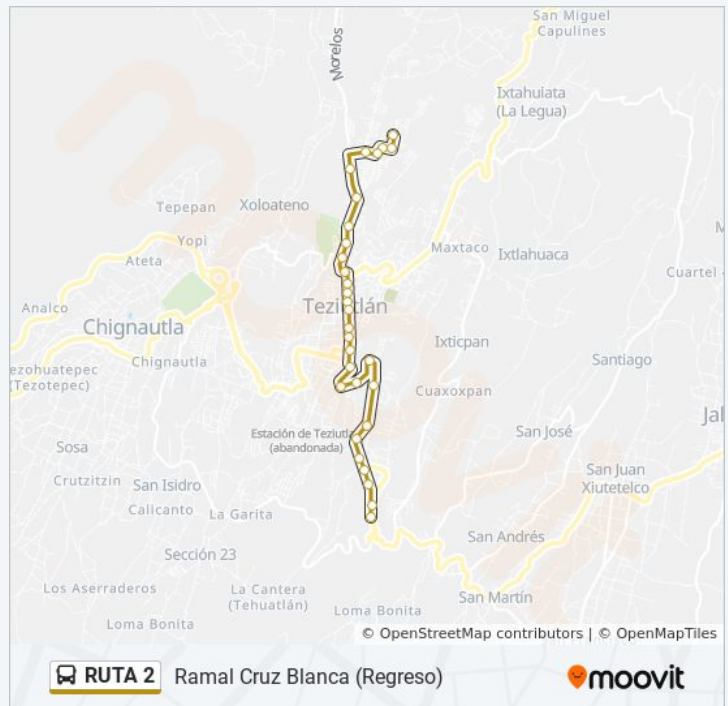 San Miguel
Capulines
Morelos
Ixtahuiata
(La Legua)
Tepepan
Xoloateno
Yopi
Maxtaco
Ixtlahuaca
Ateta
Cuartel -
Analco
Teziutlán
Chignautla
Ixticpan
Chignautla
Santiago
ezohuatepec
(Tezotepec)
Cuaxoxpan
Jal
Estación de Teziutla
(abandonada)
San José
Sosa
San Juan
Xiutetelco
Crutzitzin
San Isidro
Calicanto
La Garita
San Andrés
Sección 23
Los Aserraderos
La Cantera
(Tehuatlán)
San Martín
Loma Bonita
Loma Bonita
© OpenStreetMap contributors | © OpenMapTiles
RUTA 2 Ramal Cruz Blanca (Regreso)
moovit